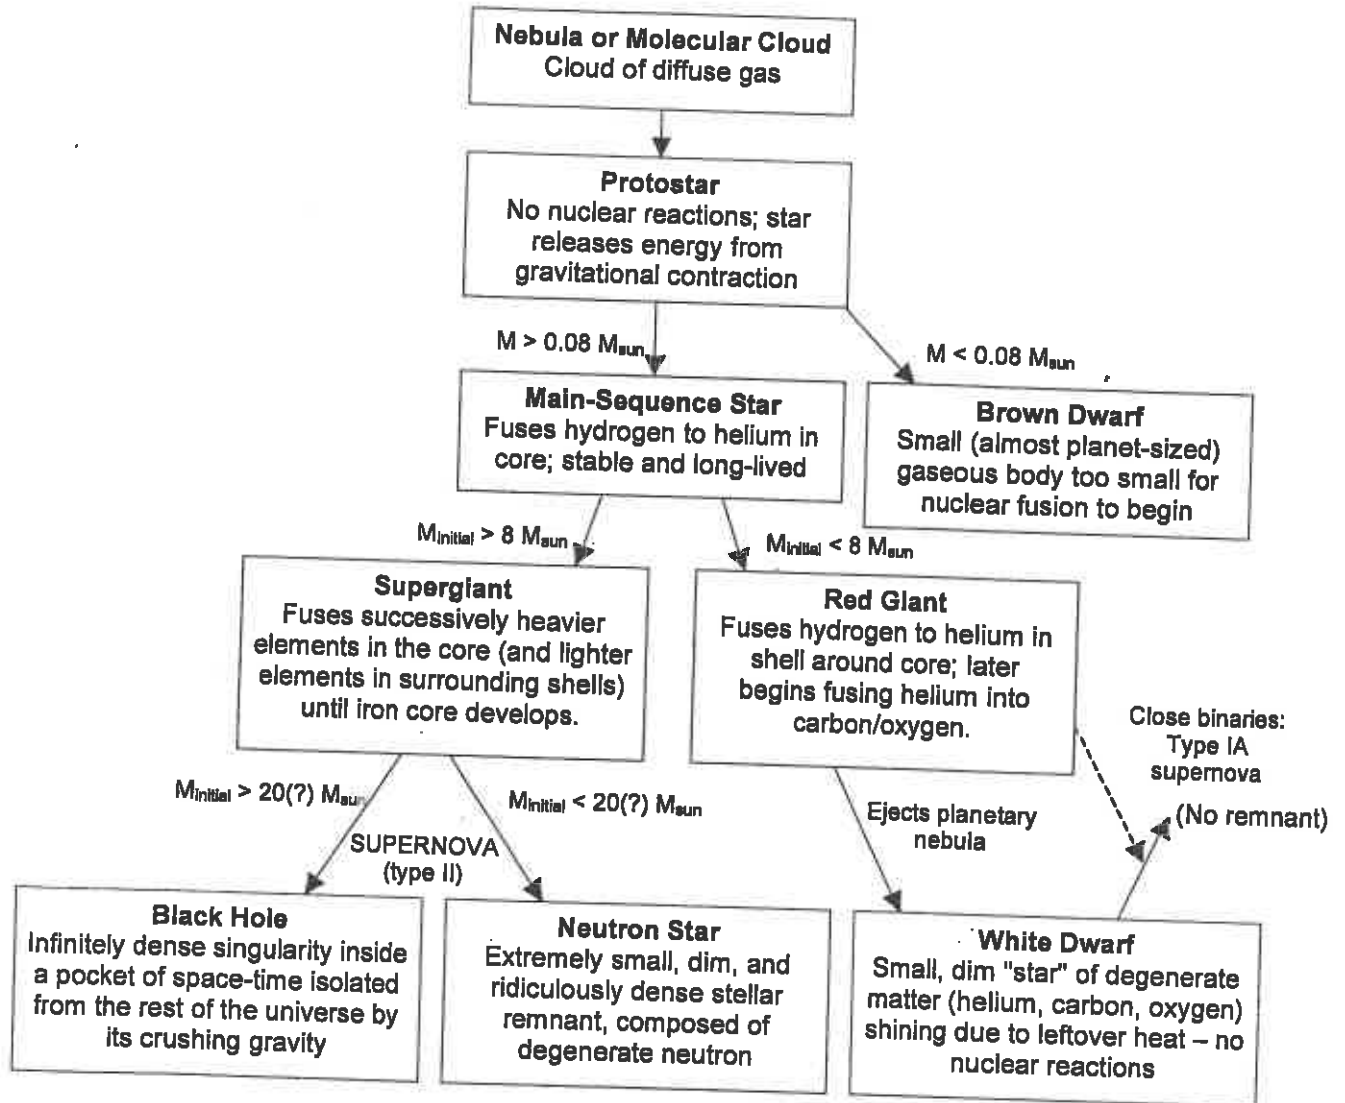 Nebula or Molecular Cloud
Cloud of diffuse gas
Protostar
No nuclear reactions; star
releases energy from
gravitational contraction
M > 0.08 Msun
M < 0.08 Msun
Main-Sequence Star
Fuses hydrogen to helium in
core; stable and long-lived
Brown Dwarf
Small (almost planet-sized)
gaseous body too small for
nuclear fusion to begin
Minitial > 8 Msun
Minitial < 8 Msun
Supergiant
Fuses successively heavier
elements in the core (and lighter
elements in surrounding shells)
until iron core develops.
Red Giant
Fuses hydrogen to helium in
shell around core; later
begins fusing helium into
carbon/oxygen.
Close binaries:
Type IA
supernova
(No remnant)
Minitial > 20(?) Msun
Minitial < 20(?) Msun
SUPERNOVA
(type II)
Ejects planetary
nebula
Black Hole
Infinitely dense singularity inside
a pocket of space-time isolated
from the rest of the universe by
its crushing gravity
Neutron Star
Extremely small, dim, and
ridiculously dense stellar
remnant, composed of
degenerate neutron
White Dwarf
Small, dim "star" of degenerate
matter (helium, carbon, oxygen)
shining due to leftover heat – no
nuclear reactions